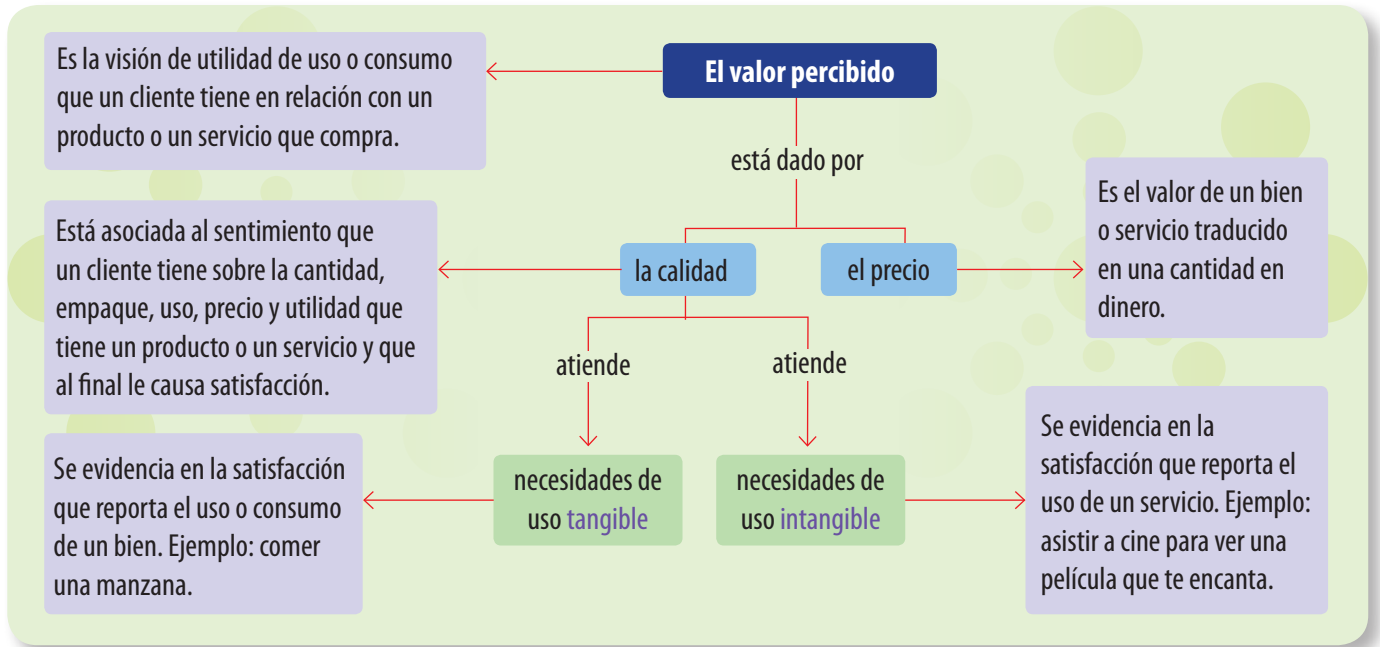 El valor percibido
Es la visión de utilidad de uso o consumo
que un cliente tiene en relación con un
producto o un servicio que compra.
está dado por
la calidad
el precio
Está asociada al sentimiento que
un cliente tiene sobre la cantidad,
empaque, uso, precio y utilidad que
tiene un producto o un servicio y que
al final le causa satisfacción.
Es el valor de un bien
o servicio traducido
en una cantidad en
dinero.
atiende
atiende
necesidades de
uso tangible
necesidades de
uso intangible
Se evidencia en la satisfacción
que reporta el uso o consumo
de un bien. Ejemplo: comer
una manzana.
Se evidencia en la
satisfacción que reporta el
uso de un servicio. Ejemplo:
asistir a cine para ver una
película que te encanta.